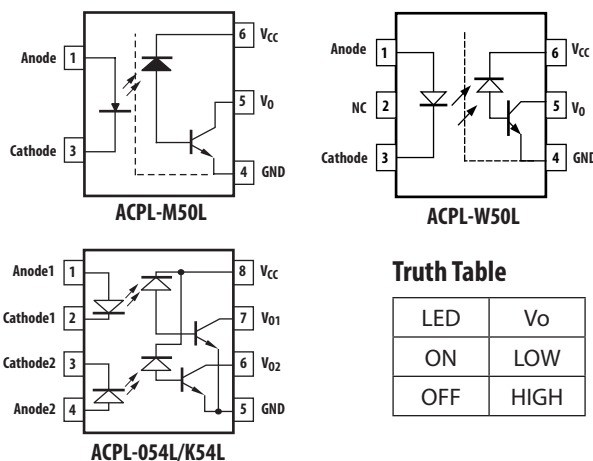 Anode 1
3 Cathode
6 VCC
5 VO
4 GND
ACPL-M50L
Anode 1
NC 2
Cathode 3
6 VCC
5 VO
4 GND
ACPL-W50L
Anode1 1
Cathode1 2
Cathode2 3
Anode2 4
8 VCC
7 VO1
6 VO2
5 GND
ACPL-054L/K54L
Truth Table
LED Vo
ON LOW
OFF HIGH